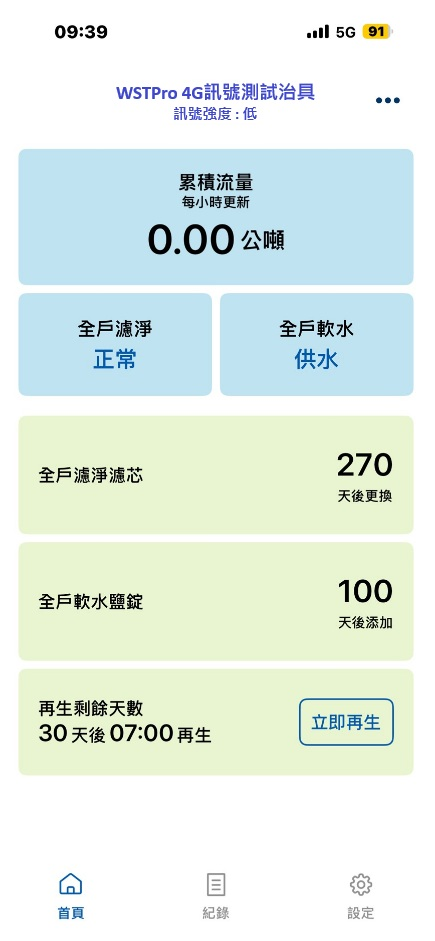 09:39
5G
91
WSTPro 4G訊號測試治具
訊號強度 : 低
累積流量
每小時更新
0.00 公噸
全戶濾淨
正常
全戶軟水
供水
全戶濾淨濾芯
270
天後更換
全戶軟水鹽錠
100
天後添加
再生剩餘天數
30 天後 07:00 再生
立即再生
首頁
紀錄
設定